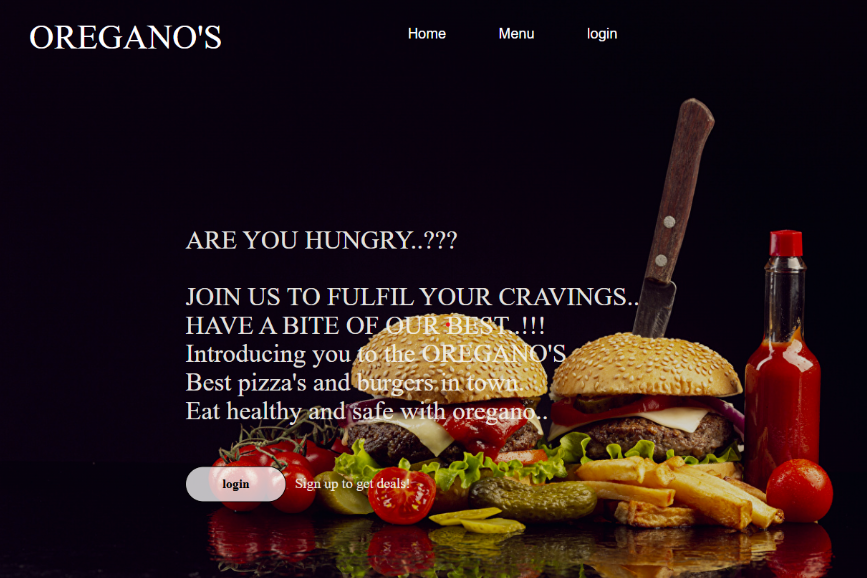 OREGANO'S
Home Menu login
ARE YOU HUNGRY..???
JOIN US TO FULFIL YOUR CRAVINGS..
HAVE A BITE OF OUR BEST..!!!
Introducing you to the OREGANO'S
Best pizza's and burgers in town.
Eat healthy and safe with oregano..
login Sign up to get deals!